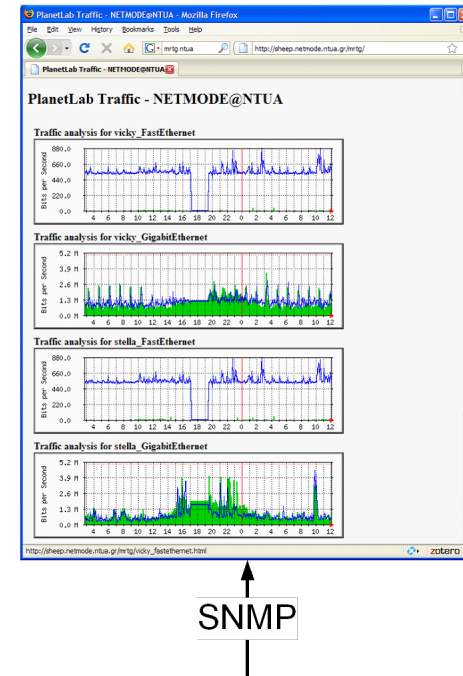 PlanetLab Traffic - NETMODE@NTUA - Mozilla Firefox
File Edit View History Bookmarks Tools Help
mrtg ntua
http://sheep.netmode.ntua.gr/mrtg/
PlanetLab Traffic - NETMODE@NTUA
PlanetLab Traffic - NETMODE@NTUA
Traffic analysis for vicky_FastEthernet
Bits per Second
880.0
660.0
440.0
220.0
0.0
4 6 8 10 12 14 16 18 20 22 0 2 4 6 8 10 12
Traffic analysis for vicky_GigabitEthernet
Bits per Second
5.2 M
3.9 M
2.6 M
1.3 M
0.0 M
4 6 8 10 12 14 16 18 20 22 0 2 4 6 8 10 12
Traffic analysis for stella_FastEthernet
Bits per Second
880.0
660.0
440.0
220.0
0.0
4 6 8 10 12 14 16 18 20 22 0 2 4 6 8 10 12
Traffic analysis for stella_GigabitEthernet
Bits per Second
5.2 M
3.9 M
2.6 M
1.3 M
0.0 M
4 6 8 10 12 14 16 18 20 22 0 2 4 6 8 10 12
http://sheep.netmode.ntua.gr/mrtg/vicky_fastethernet.html
zotero
SNMP